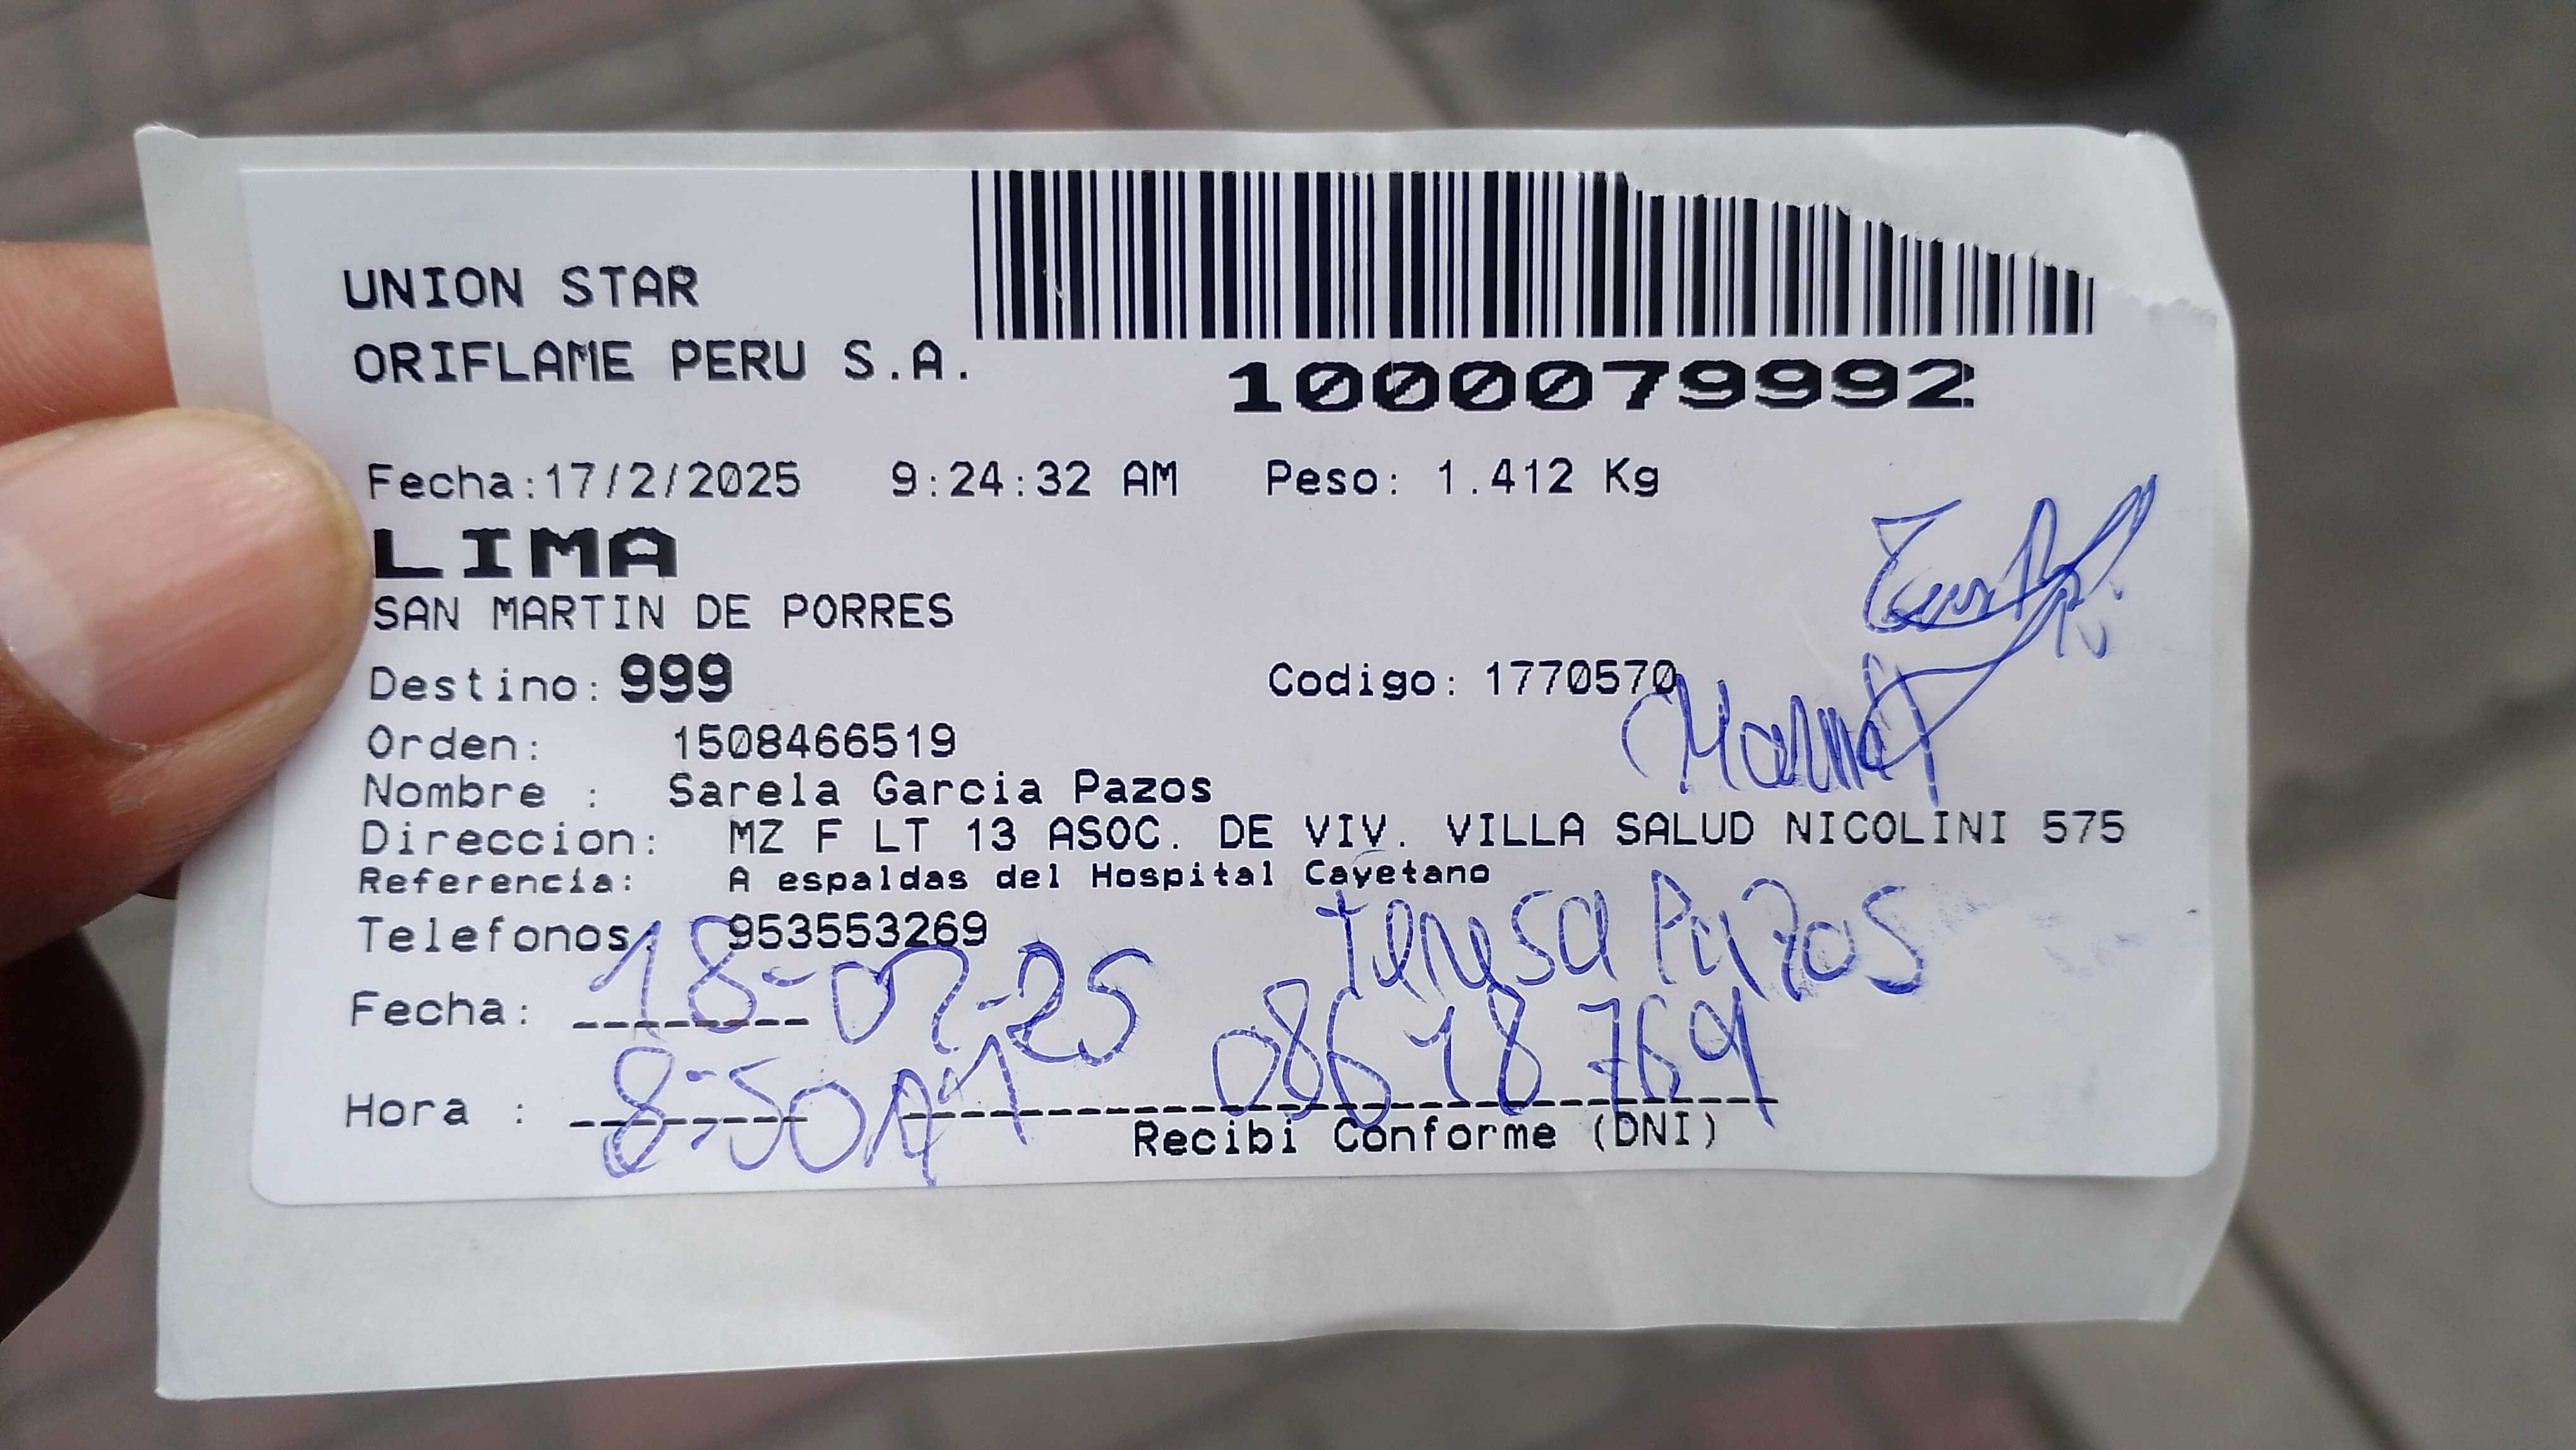 UNION STAR
ORIFLAME PERU S.A.
1000079992
Fecha:17/2/2025 9:24:32 AM Peso: 1.412 Kg
LIMA
SAN MARTIN DE PORRES
Destino: 999 Codigo: 1770570
Orden: 1508466519
Nombre : Sarela Garcia Pazos
Direccion: MZ F LT 13 ASOC. DE VIV. VILLA SALUD NICOLINI 575
Referencia: A espaldas del Hospital Cayetano
Telefonos: 953553269
teresa Pazos
Fecha: 18-02-25
08618769
Hora : 8:50AM
Recibi Conforme (DNI)